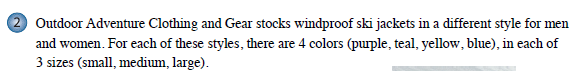 2 Outdoor Adventure Clothing and Gear stocks windproof ski jackets in a different style for men
and women. For each of these styles, there are 4 colors (purple, teal, yellow, blue), in each of
3 sizes (small, medium, large).